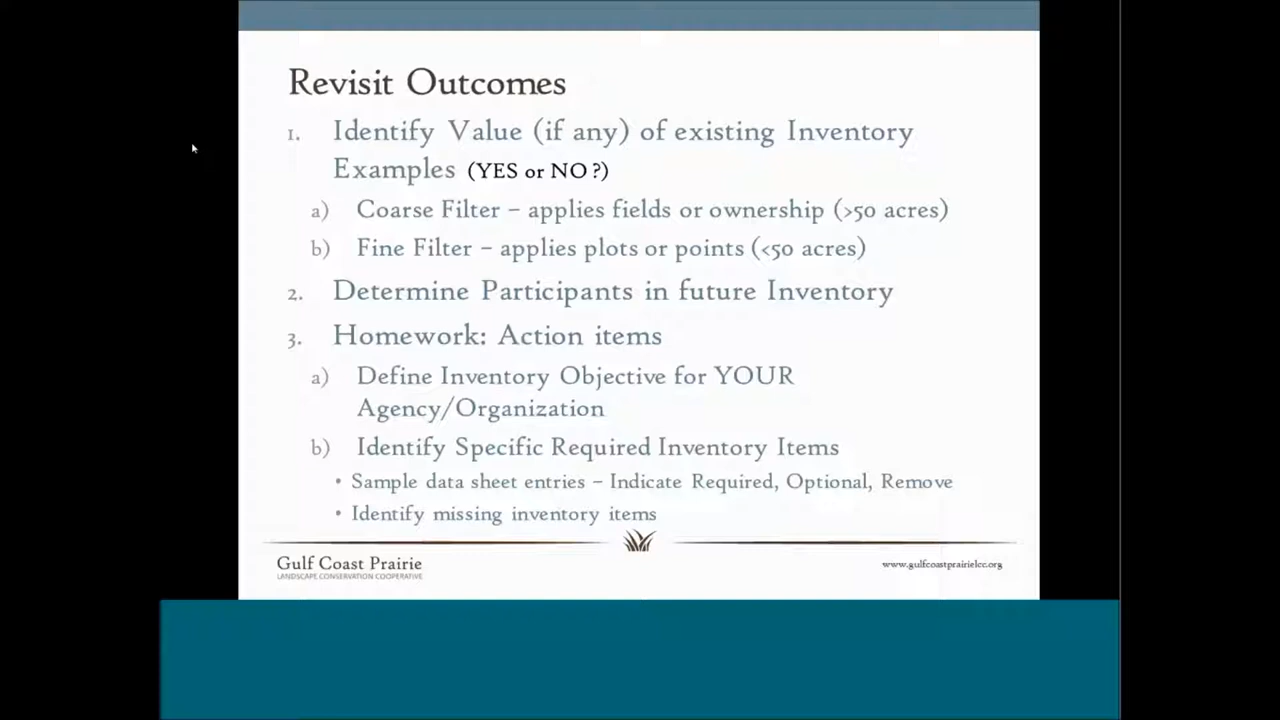 Revisit Outcomes
1. Identify Value (if any) of existing Inventory
Examples (YES or NO?)
a) Coarse Filter – applies fields or ownership (>50 acres)
b) Fine Filter – applies plots or points (<50 acres)
2. Determine Participants in future Inventory
3. Homework: Action items
a) Define Inventory Objective for YOUR
Agency/Organization
b) Identify Specific Required Inventory Items
• Sample data sheet entries – Indicate Required, Optional, Remove
• Identify missing inventory items
Gulf Coast Prairie
LANDSCAPE CONSERVATION COOPERATIVE
www.gulfcoastprairielcc.org